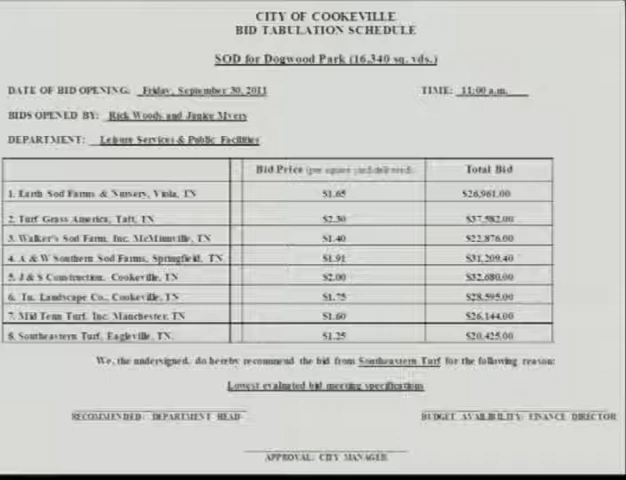 CITY OF COOKEVILLE
BID TABULATION SCHEDULE
SOD for Dogwood Park (16,340 sq. yds.)
DATE OF BID OPENING: Friday, September 30, 2011 TIME: 11:00 a.m.
BIDS OPENED BY: Rick Woods and Myers
DEPARTMENT: Leisure Services & Public Facilities
Bid Price (per square yard delivered) Total Bid
1. Earth Sod Farms & Nursery, Viola, TN $1.65 $26,961.00
2. Turf Grass America, Taft, TN $2.30 $37,582.00
3. Walker's Sod Farm, Inc. McMinnville, TN $1.40 $22,876.00
4. A & W Southern Sod Farms, Springfield, TN $1.91 $31,209.40
5. J & S Construction, Cookeville, TN $2.00 $32,680.00
6. Tn. Landscape Co., Cookeville, TN $1.75 $28,595.00
7. Mid Tenn Turf, Inc. Manchester, TN $1.60 $26,144.00
8. Southeastern Turf, Eagleville, TN. $1.25 $20,425.00
We, the undersigned, do hereby recommend the bid from Southeastern Turf for the following reason:
Lowest evaluated bid meeting specifications
RECOMMENDED: DEPARTMENT HEAD BUDGET AVAILIBILITY: FINANCE DIRECTOR
APPROVAL: CITY MANAGER